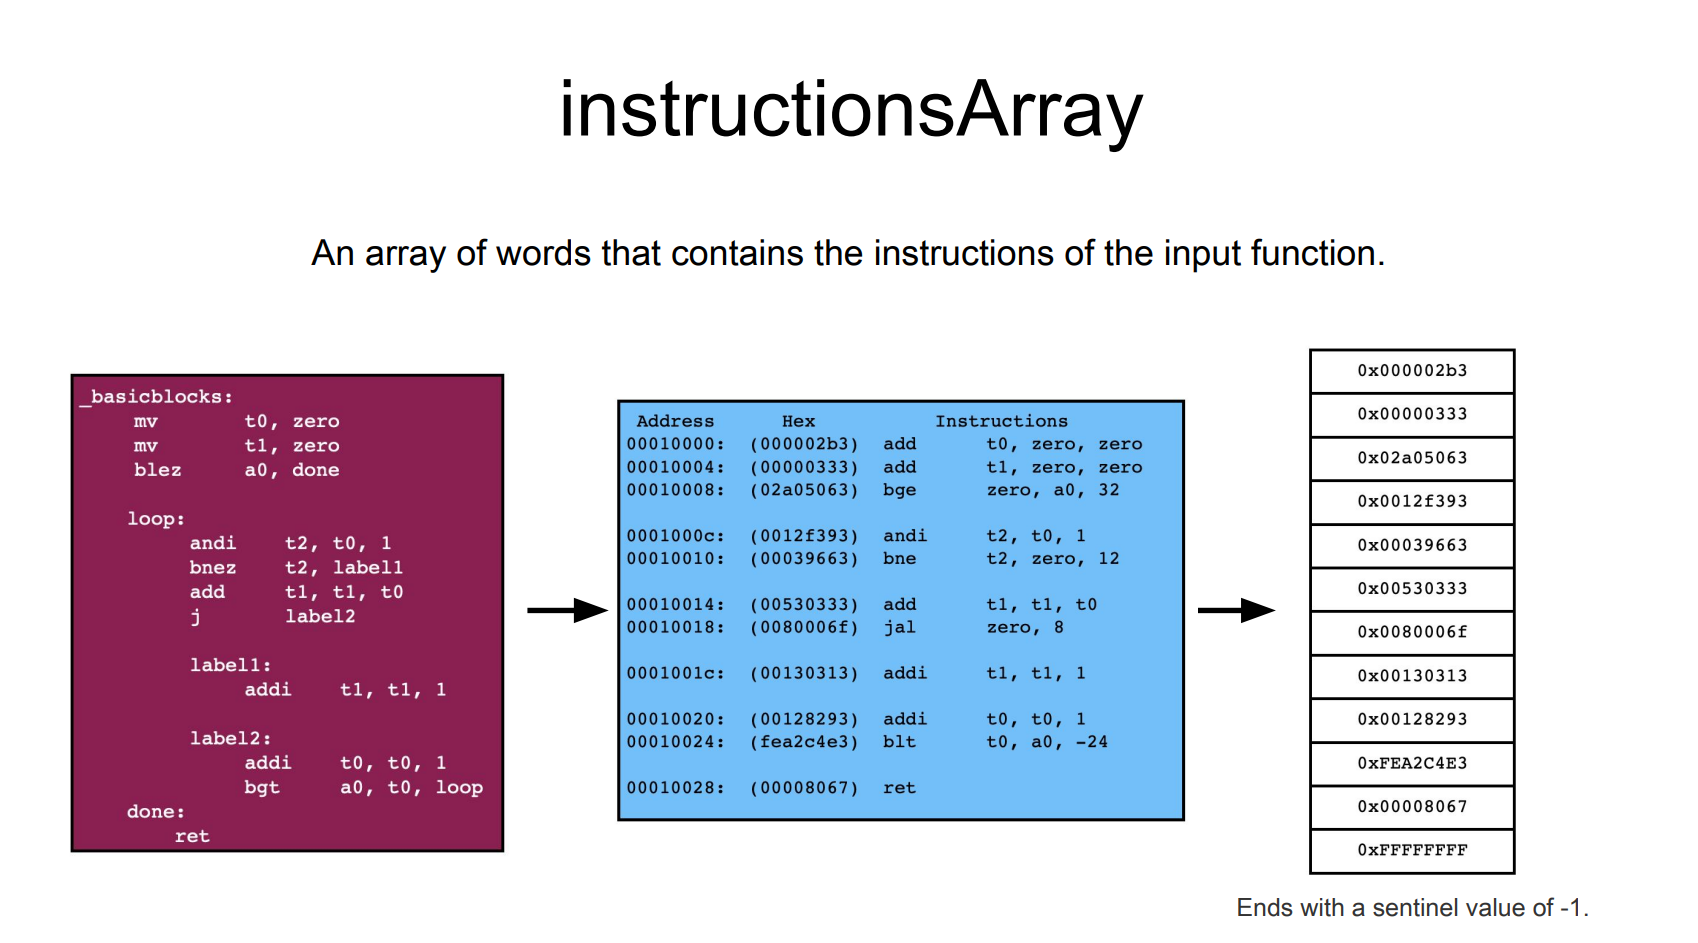 instructionsArray
An array of words that contains the instructions of the input function.
_basicblocks:
mv t0, zero
mv t1, zero
blez a0, done
loop:
andi t2, t0, 1
bnez t2, label1
add t1, t1, t0
j label2
label1:
addi t1, t1, 1
label2:
addi t0, t0, 1
bgt a0, t0, loop
done:
ret
Address Hex Instructions
00010000: (000002b3) add t0, zero, zero
00010004: (00000333) add t1, zero, zero
00010008: (02a05063) bge zero, a0, 32
0001000c: (0012f393) andi t2, t0, 1
00010010: (00039663) bne t2, zero, 12
00010014: (00530333) add t1, t1, t0
00010018: (0080006f) jal zero, 8
0001001c: (00130313) addi t1, t1, 1
00010020: (00128293) addi t0, t0, 1
00010024: (fea2c4e3) blt t0, a0, -24
00010028: (00008067) ret
0x000002b3
0x00000333
0x02a05063
0x0012f393
0x00039663
0x00530333
0x0080006f
0x00130313
0x00128293
0xFEA2C4E3
0x00008067
0xFFFFFFFF
Ends with a sentinel value of -1.